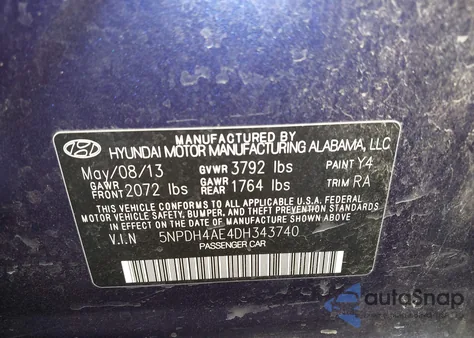 MANUFACTURED BY
HYUNDAI MOTOR MANUFACTURING ALABAMA, LLC
May/08/13 GVWR 3792 lbs PAINT Y4
GAWR FRONT 2072 lbs GAWR REAR 1764 lbs TRIM RA
THIS VEHICLE CONFORMS TO ALL APPLICABLE U.S.A. FEDERAL
MOTOR VEHICLE SAFETY, BUMPER, AND THEFT PREVENTION STANDARDS
IN EFFECT ON THE DATE OF MANUFACTURE SHOWN ABOVE.
V.I.N 5NPDH4AE4DH343740
PASSENGER CAR
autoSnap